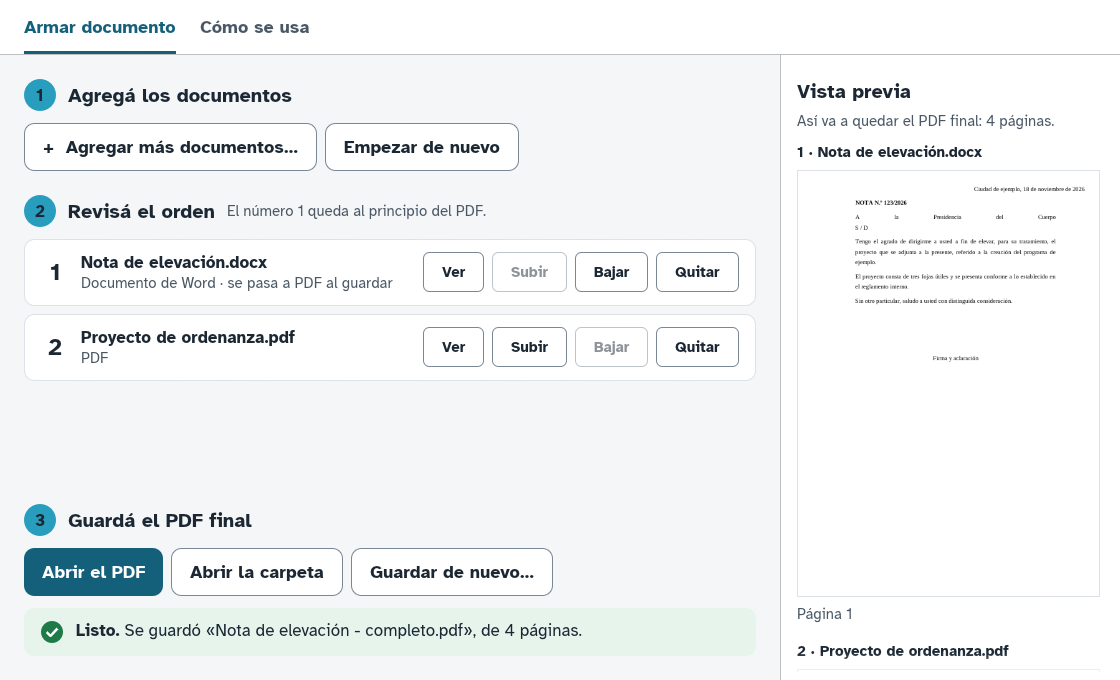 Armar documento
Cómo se usa
1 Agregá los documentos
+ Agregar más documentos...
Empezar de nuevo
2 Revisá el orden El número 1 queda al principio del PDF.
1 Nota de elevación.docx
Documento de Word · se pasa a PDF al guardar
Ver
Subir
Bajar
Quitar
2 Proyecto de ordenanza.pdf
PDF
Ver
Subir
Bajar
Quitar
3 Guardá el PDF final
Abrir el PDF
Abrir la carpeta
Guardar de nuevo...
Listo. Se guardó «Nota de elevación - completo.pdf», de 4 páginas.
Vista previa
Así va a quedar el PDF final: 4 páginas.
1 · Nota de elevación.docx
Ciudad de ejemplo, 18 de noviembre de 2026
NOTA N.º 123/2026
A la Presidencia del Cuerpo
S / D
Tengo el agrado de dirigirme a usted a fin de elevar, para su tratamiento, el
proyecto que se adjunta a la presente, referido a la creación del programa de
ejemplo.
El proyecto consta de tres fojas útiles y se presenta conforme a lo establecido en
el reglamento interno.
Sin otro particular, saludo a usted con distinguida consideración.
Firma y aclaración
Página 1
2 · Proyecto de ordenanza.pdf